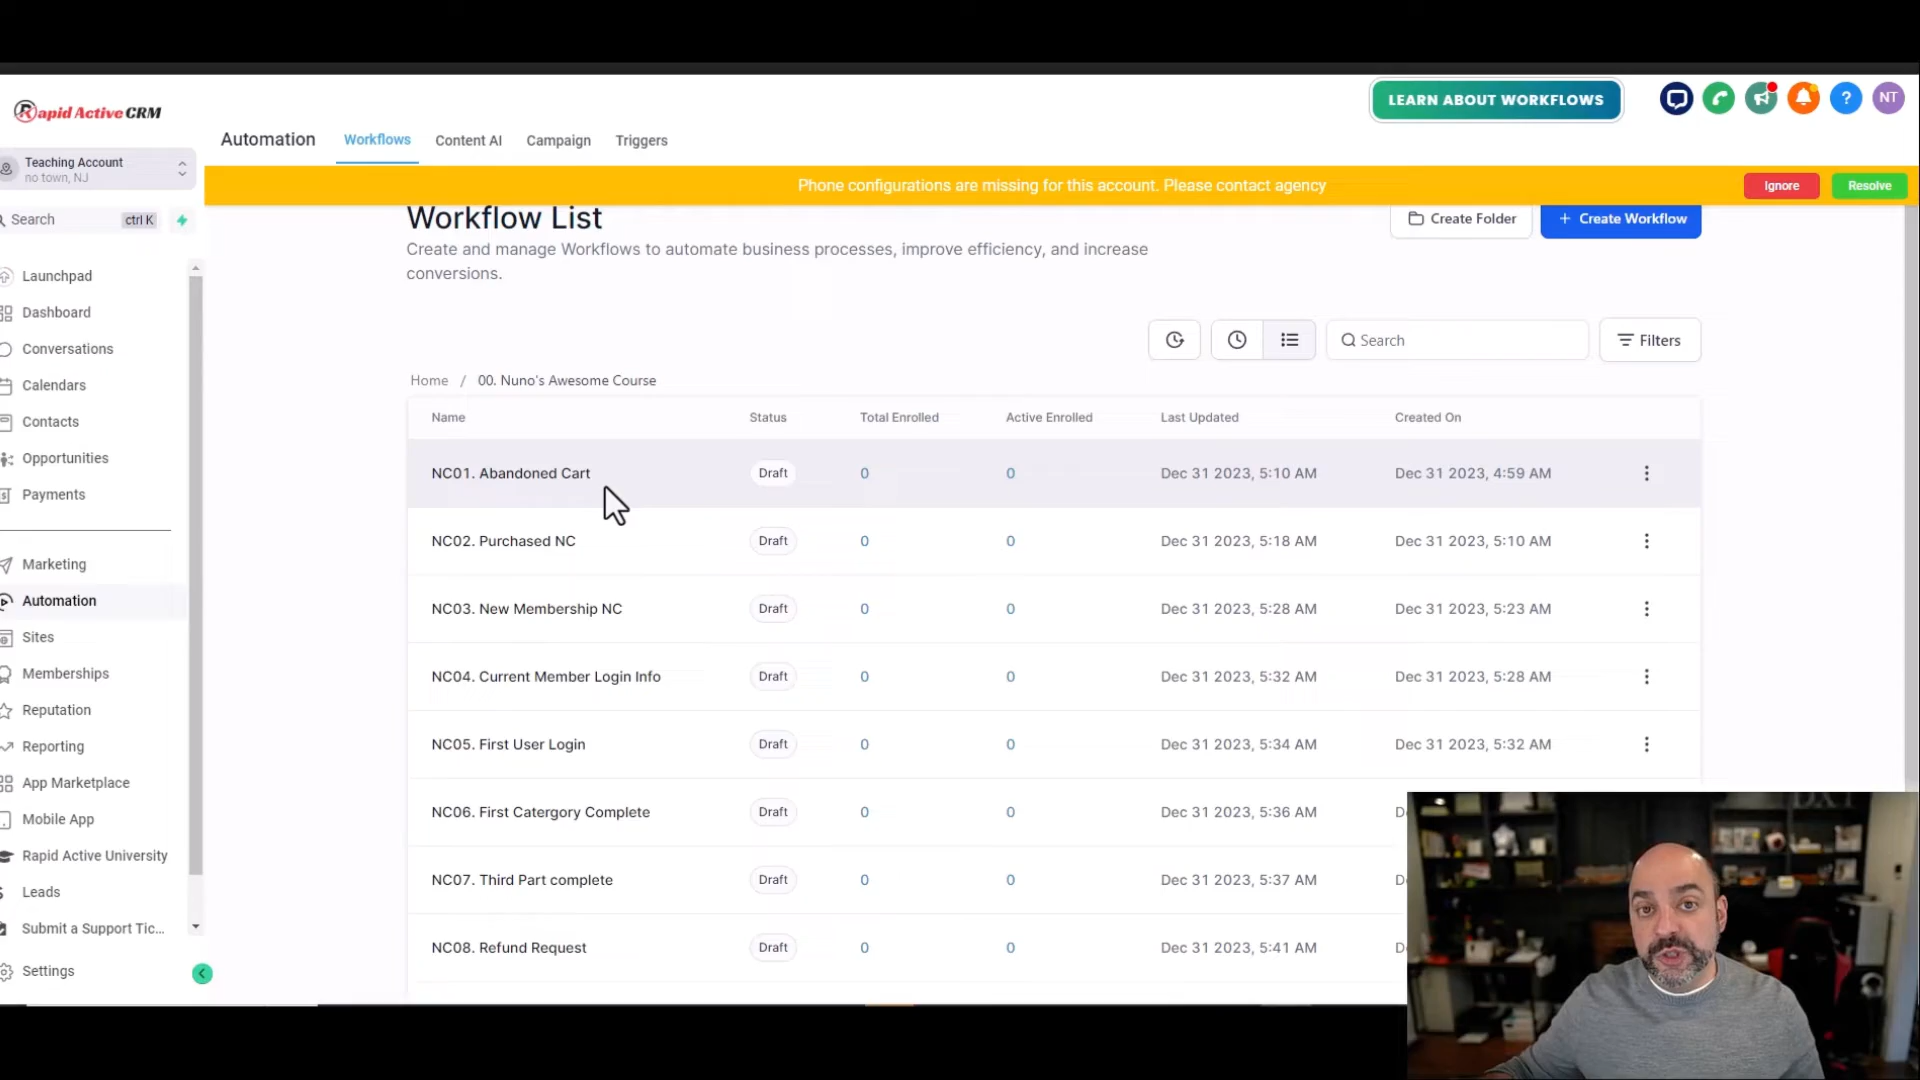 Rapid Active CRM
LEARN ABOUT WORKFLOWS
? NT
Automation Workflows Content AI Campaign Triggers
Teaching Account
no town, NJ
Phone configurations are missing for this account. Please contact agency Ignore Resolve
Search ctrl K
Workflow List
Create Folder + Create Workflow
Create and manage Workflows to automate business processes, improve efficiency, and increase
conversions.
Search Filters
Home / 00. Nuno's Awesome Course
Name Status Total Enrolled Active Enrolled Last Updated Created On
NC01. Abandoned Cart Draft 0 0 Dec 31 2023, 5:10 AM Dec 31 2023, 4:59 AM
NC02. Purchased NC Draft 0 0 Dec 31 2023, 5:18 AM Dec 31 2023, 5:10 AM
NC03. New Membership NC Draft 0 0 Dec 31 2023, 5:28 AM Dec 31 2023, 5:23 AM
NC04. Current Member Login Info Draft 0 0 Dec 31 2023, 5:32 AM Dec 31 2023, 5:28 AM
NC05. First User Login Draft 0 0 Dec 31 2023, 5:34 AM Dec 31 2023, 5:32 AM
NC06. First Catergory Complete Draft 0 0 Dec 31 2023, 5:36 AM
NC07. Third Part complete Draft 0 0 Dec 31 2023, 5:37 AM
NC08. Refund Request Draft 0 0 Dec 31 2023, 5:41 AM
Launchpad
Dashboard
Conversations
Calendars
Contacts
Opportunities
Payments
Marketing
Automation
Sites
Memberships
Reputation
Reporting
App Marketplace
Mobile App
Rapid Active University
Leads
Submit a Support Tic...
Settings